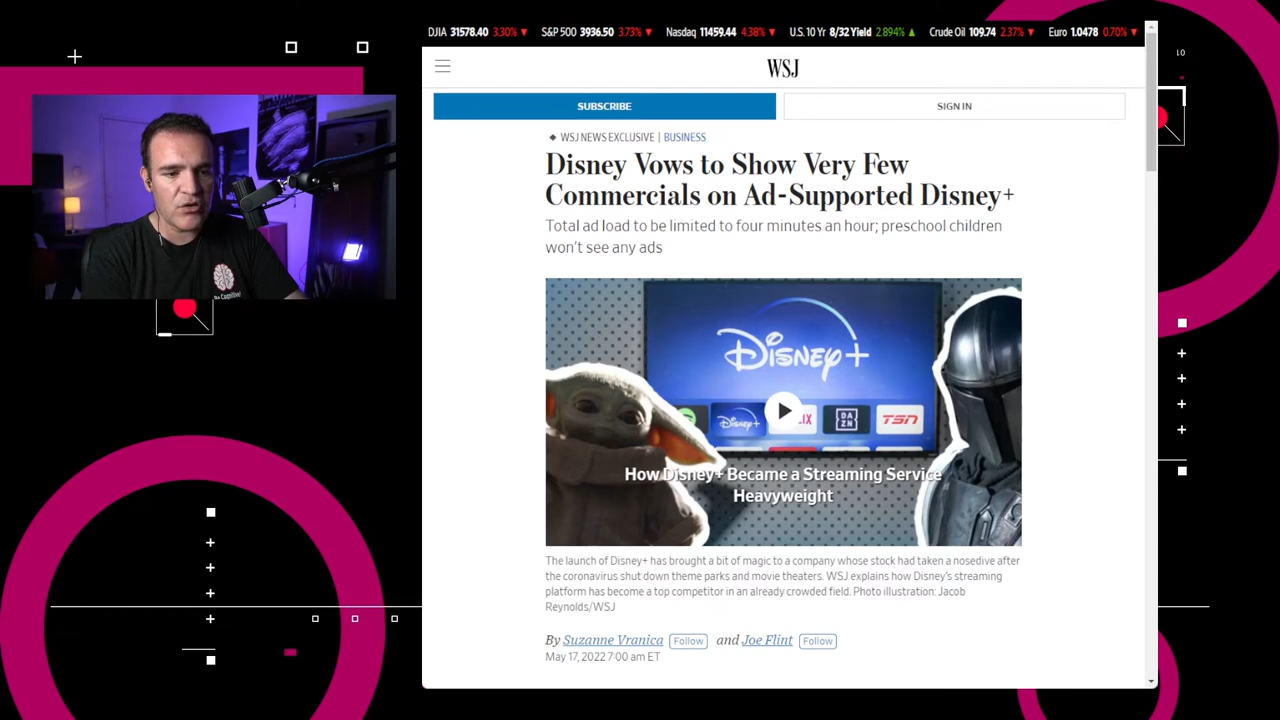 DJIA 31578.40 3.30% ▼ S&P 500 3936.50 3.73% ▼ Nasdaq 11459.44 4.38% ▼ U.S. 10 Yr 8/32 Yield 2.894% ▲ Crude Oil 109.74 2.37% ▼ Euro 1.0478 0.70% ▼
WSJ
SUBSCRIBE SIGN IN
WSJ NEWS EXCLUSIVE | BUSINESS
Disney Vows to Show Very Few
Commercials on Ad-Supported Disney+
Total ad load to be limited to four minutes an hour; preschool children
won't see any ads
Disney+
Disney+ LIX DAZN TSN
How Disney+ Became a Streaming Service
Heavyweight
The launch of Disney+ has brought a bit of magic to a company whose stock had taken a nosedive after
the coronavirus shut down theme parks and movie theaters. WSJ explains how Disney's streaming
platform has become a top competitor in an already crowded field. Photo illustration: Jacob
Reynolds/WSJ
By Suzanne Vranica Follow and Joe Flint Follow
May 17, 2022 7:00 am ET
10